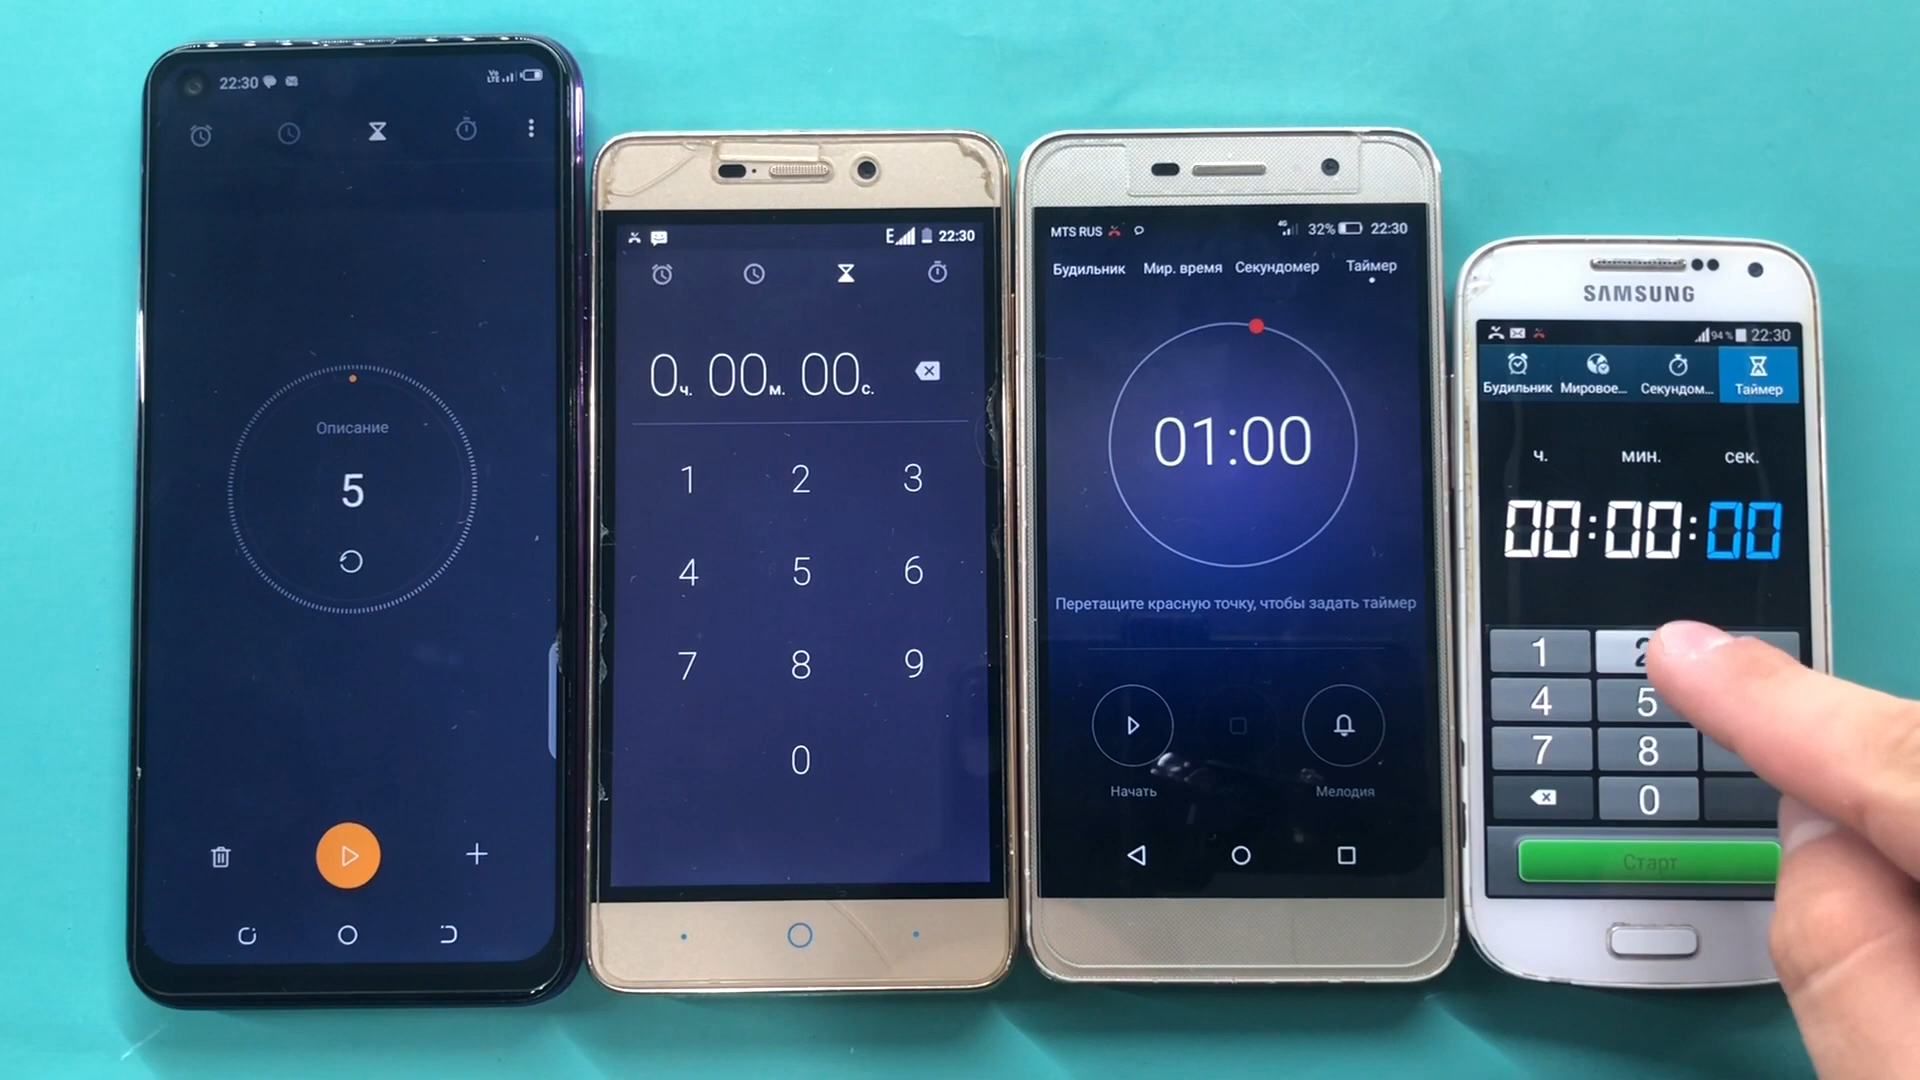 22:30
Описание
5
22:30
0ч. 00м. 00с.
1 2 3
4 5 6
7 8 9
0
MTS RUS 4G 32% 22:30
Будильник Мир. время Секундомер Таймер
01:00
Перетащите красную точку, чтобы задать таймер
Начать Мелодия
SAMSUNG
94 % 22:30
Будильник Мировое... Секундом... Таймер
ч. мин. сек.
00:00:00
1 2
4 5
7 8
0
Старт